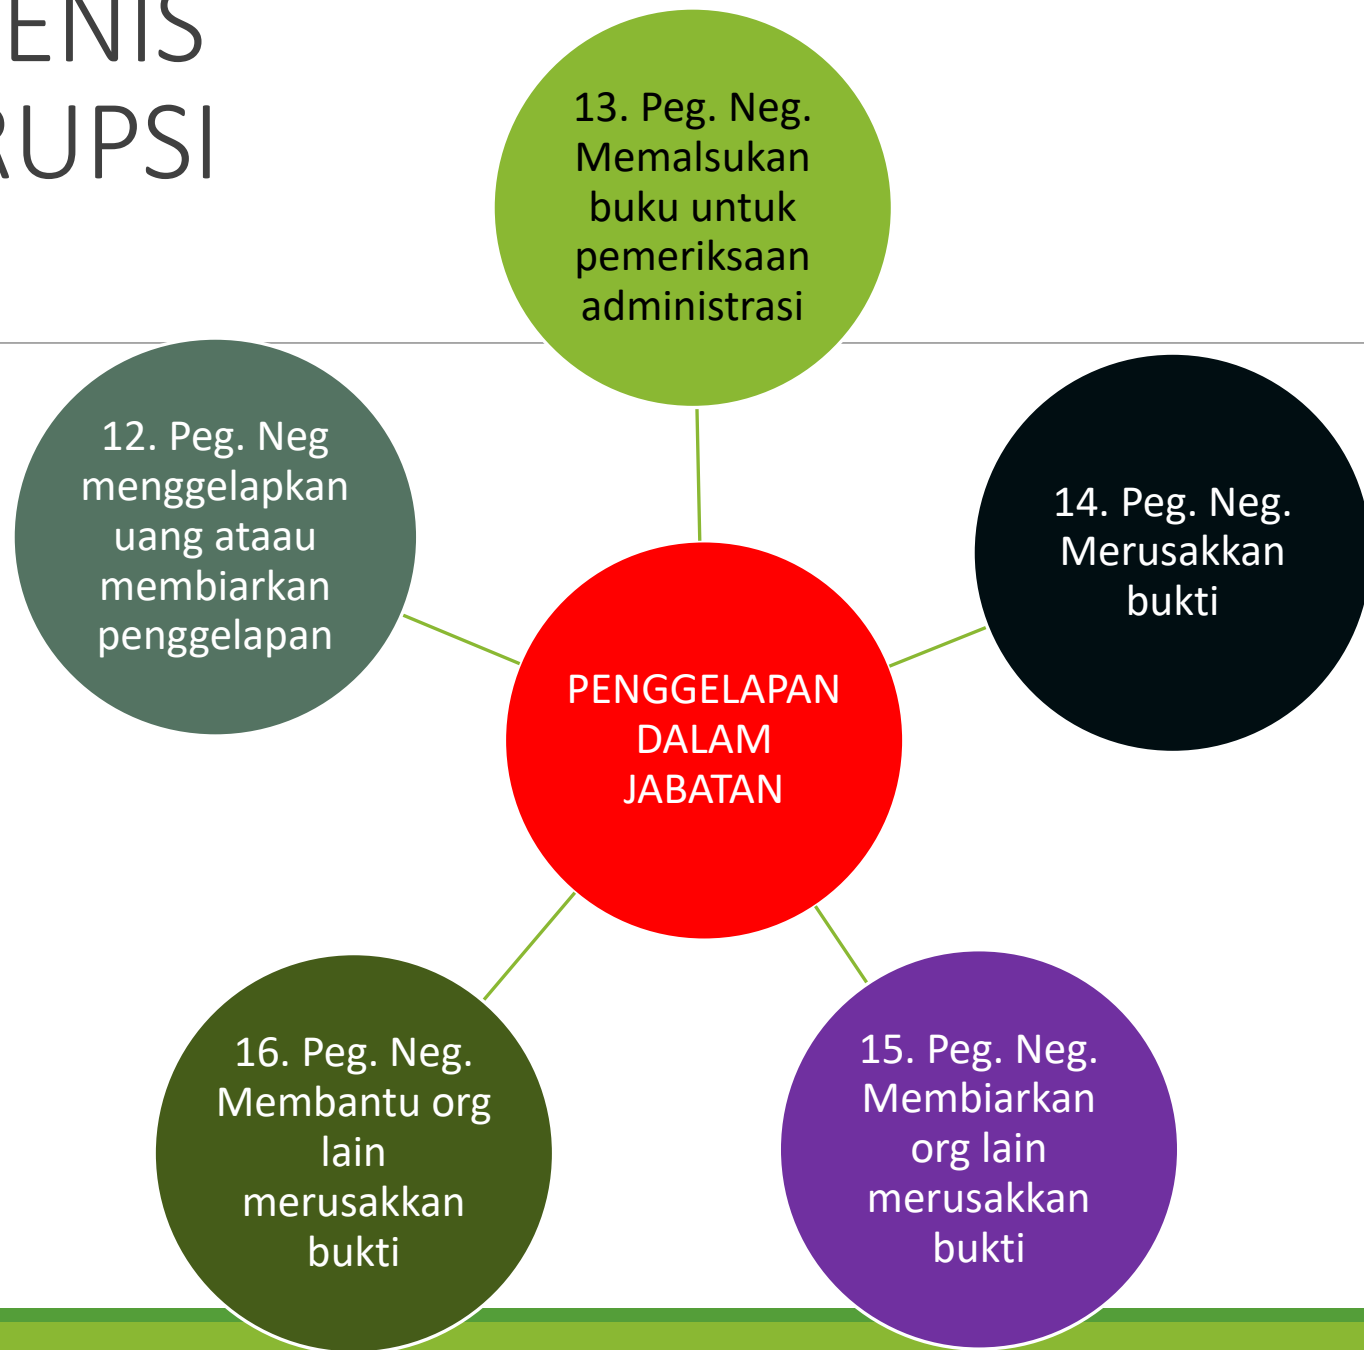 ENIS
RUPSI
13. Peg. Neg.
Memalsukan
buku untuk
pemeriksaan
administrasi
12. Peg. Neg
menggelapkan
uang ataau
membiarkan
penggelapan
14. Peg. Neg.
Merusakkan
bukti
PENGGELAPAN
DALAM
JABATAN
16. Peg. Neg.
Membantu org
lain
merusakkan
bukti
15. Peg. Neg.
Membiarkan
org lain
merusakkan
bukti